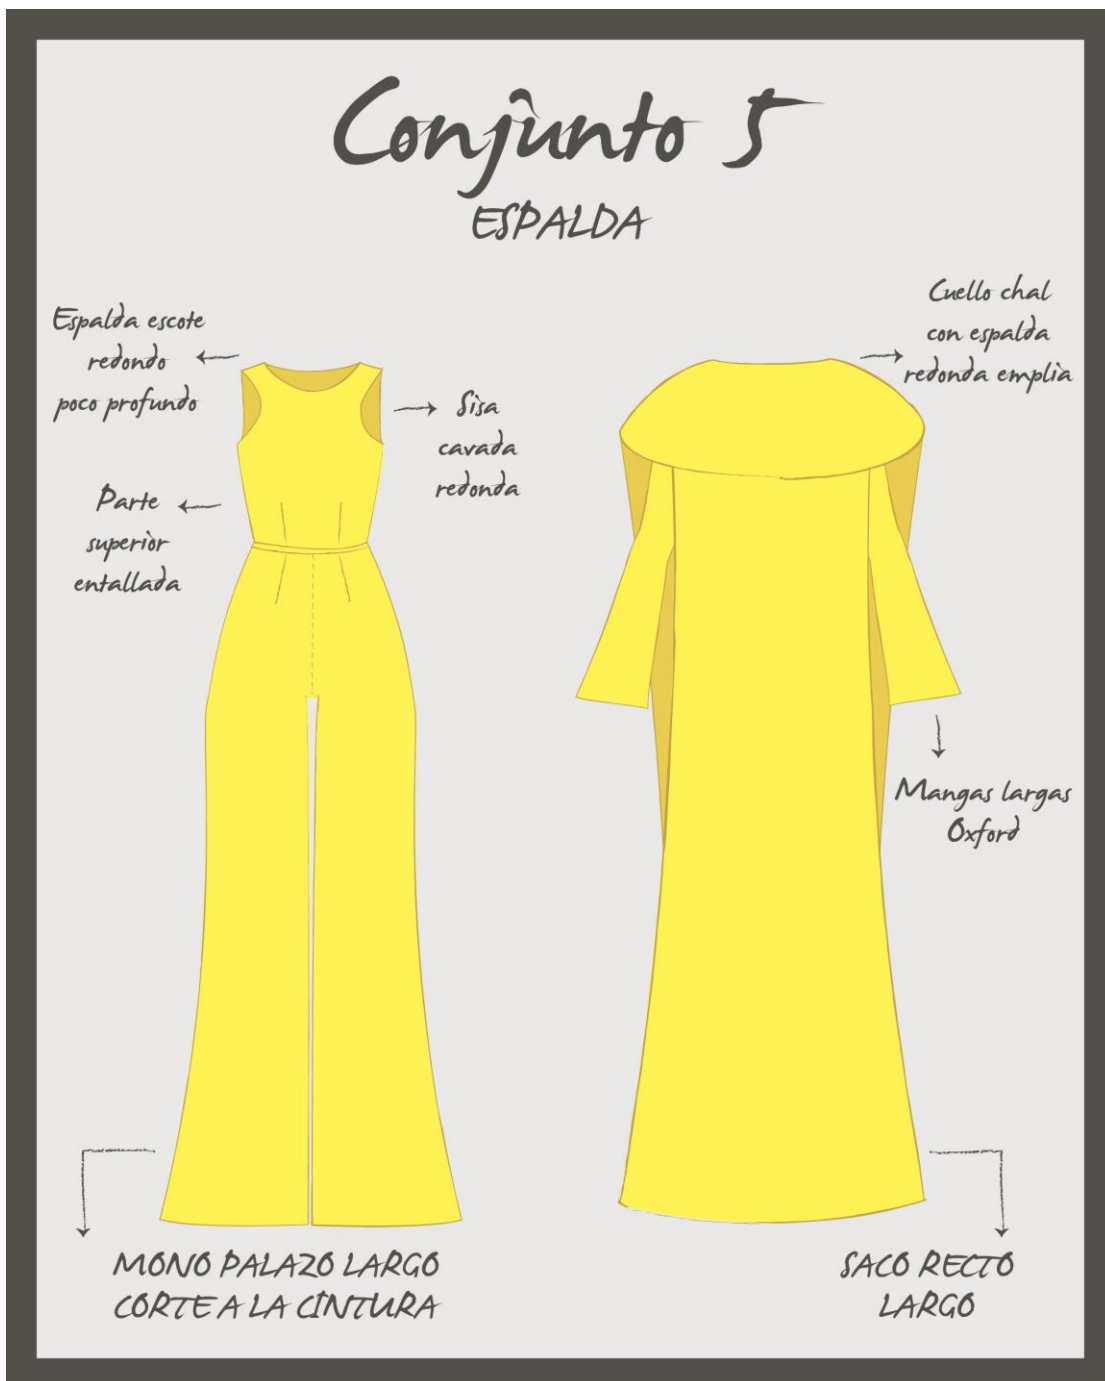 Conjunto 5
ESPALDA
Espalda escote
redondo
poco profundo
Sisa
cavada
redonda
Parte
superior
entallada
Cuello chal
con espalda
redonda emplia
Mangas largas
Oxford
MONO PALAZO LARGO
CORTE A LA CINTURA
SACO RECTO
LARGO